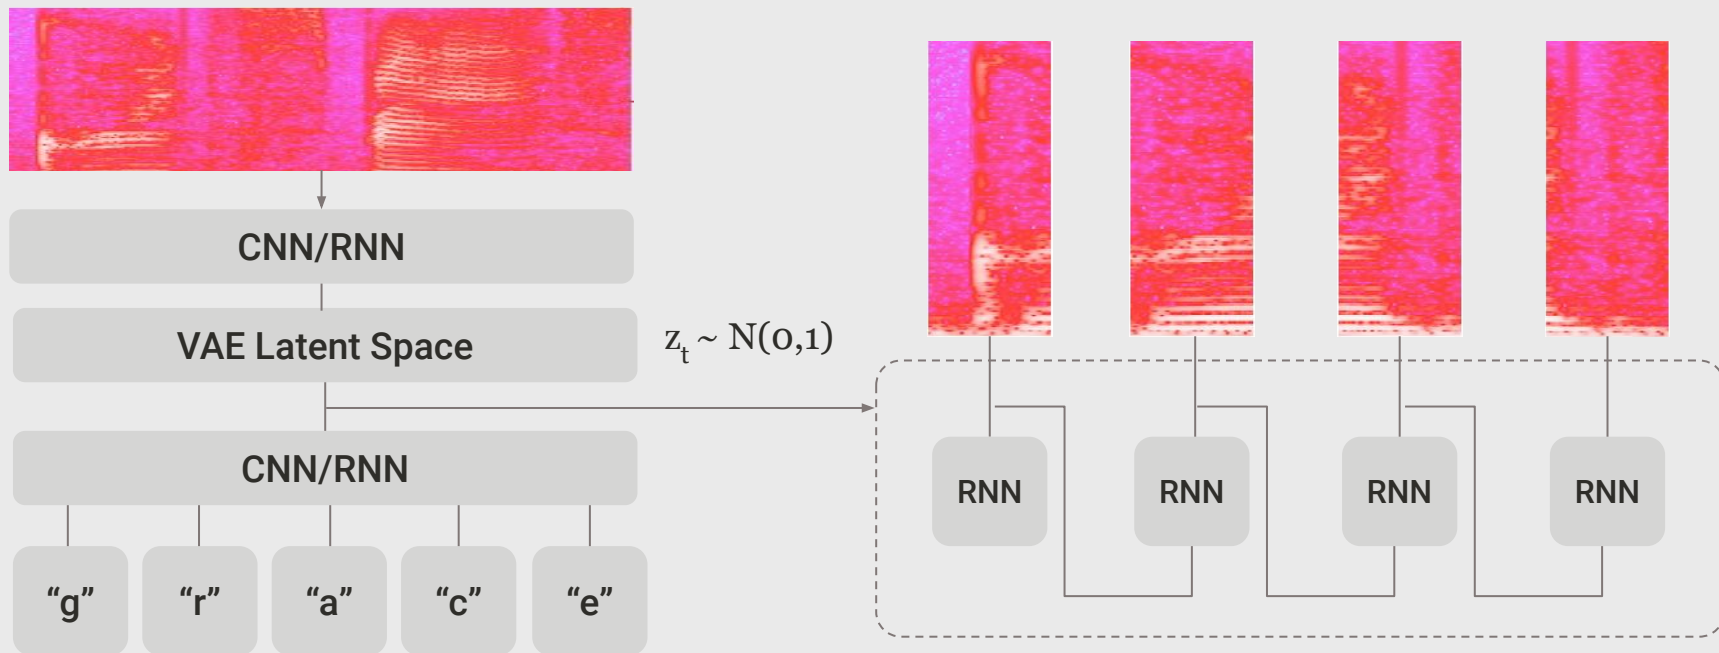 CNN/RNN
VAE Latent Space
zₜ ~ N(0,1)
CNN/RNN
“g” “r” “a” “c” “e”
RNN RNN RNN RNN